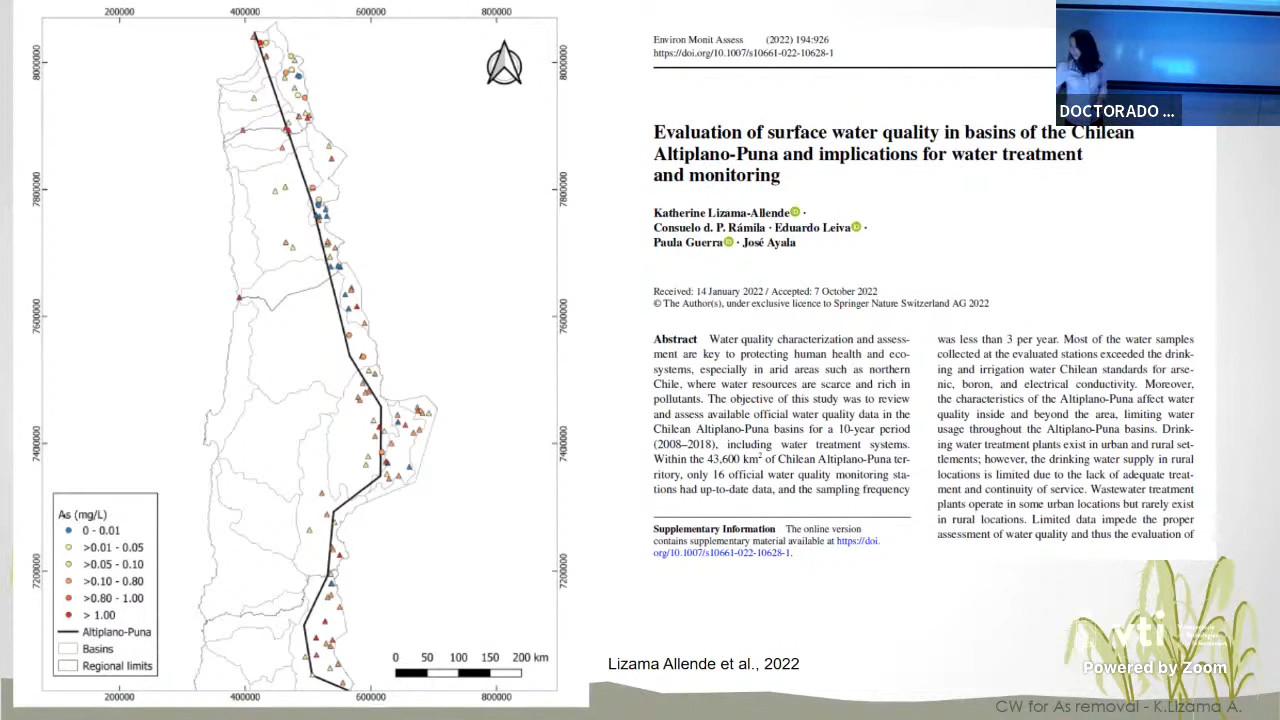 200000
400000
600000
800000
8000000
8000000
7800000
7800000
7600000
7600000
7400000
7400000
7200000
7200000
As (mg/L)
0 - 0.01
>0.01 - 0.05
>0.05 - 0.10
>0.10 - 0.80
>0.80 - 1.00
> 1.00
Altiplano-Puna
Basins
Regional limits
0 50 100 150 200 km
200000
400000
600000
800000
Environ Monit Assess (2022) 194:926
https://doi.org/10.1007/s10661-022-10628-1
DOCTORADO ...
Evaluation of surface water quality in basins of the Chilean
Altiplano-Puna and implications for water treatment
and monitoring
Katherine Lizama-Allende ·
Consuelo d. P. Rámila · Eduardo Leiva ·
Paula Guerra · José Ayala
Received: 14 January 2022 / Accepted: 7 October 2022
© The Author(s), under exclusive licence to Springer Nature Switzerland AG 2022
Abstract Water quality characterization and assess-
ment are key to protecting human health and eco-
systems, especially in arid areas such as northern
Chile, where water resources are scarce and rich in
pollutants. The objective of this study was to review
and assess available official water quality data in the
Chilean Altiplano-Puna basins for a 10-year period
(2008–2018), including water treatment systems.
Within the 43,600 km² of Chilean Altiplano-Puna ter-
ritory, only 16 official water quality monitoring sta-
tions had up-to-date data, and the sampling frequency
was less than 3 per year. Most of the water samples
collected at the evaluated stations exceeded the drink-
ing and irrigation water Chilean standards for arse-
nic, boron, and electrical conductivity. Moreover,
the characteristics of the Altiplano-Puna affect water
quality inside and beyond the area, limiting water
usage throughout the Altiplano-Puna basins. Drink-
ing water treatment plants exist in urban and rural set-
tlements; however, the drinking water supply in rural
locations is limited due to the lack of adequate treat-
ment and continuity of service. Wastewater treatment
plants operate in some urban locations but rarely exist
in rural locations. Limited data impede the proper
assessment of water quality and thus the evaluation of
Supplementary Information The online version
contains supplementary material available at https://doi.
org/10.1007/s10661-022-10628-1.
Lizama Allende et al., 2022
vti
Powered by Zoom
CW for As removal - K.Lizama A.